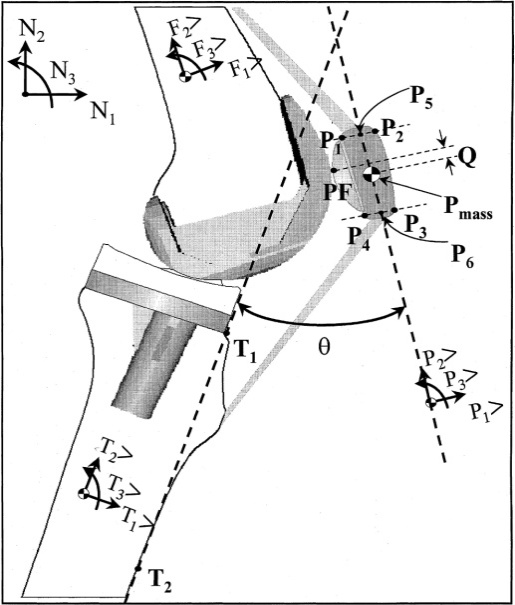 N2
N3
N1
F2>
F3>
F1>
P5
P1
P2
Q
PF
Pmass
P4
P3
P6
T1
θ
P2>
P3>
P1>
T2>
T3>
T1>
T2